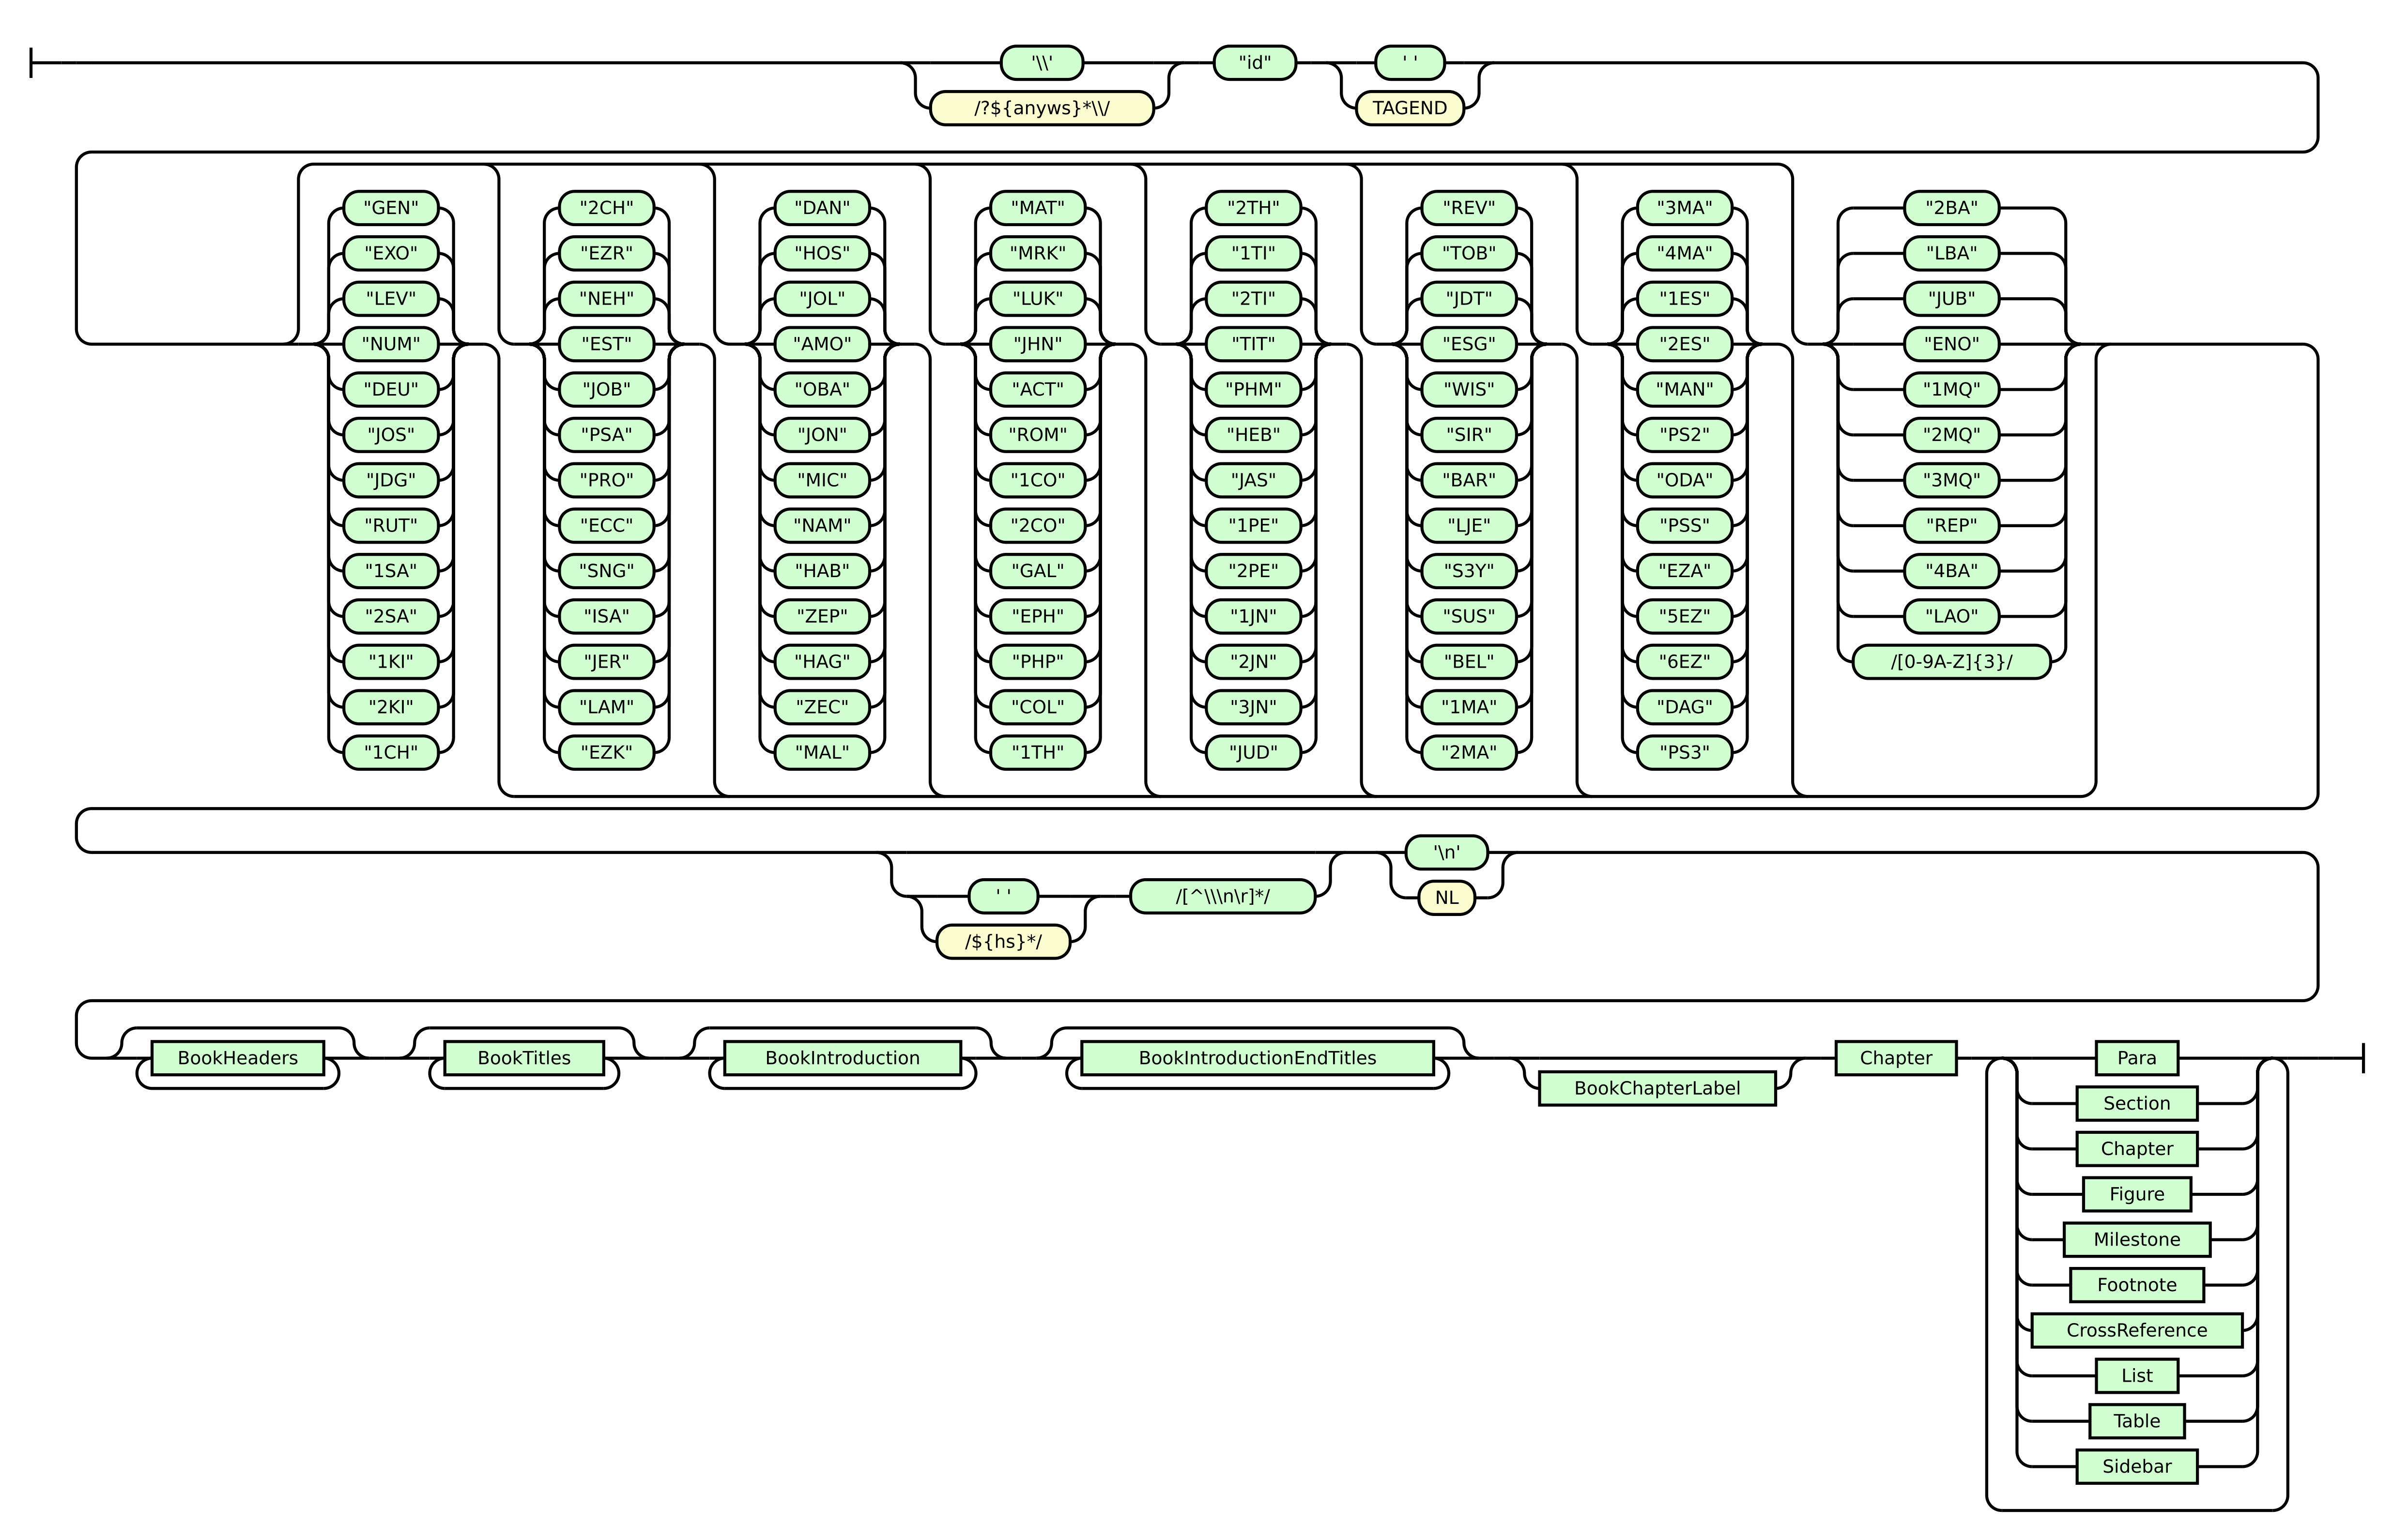 '\\' "id" ' '
/?${anyws}*\\/ TAGEND
"GEN" "2CH" "DAN" "MAT" "2TH" "REV" "3MA" "2BA"
"EXO" "EZR" "HOS" "MRK" "1TI" "TOB" "4MA" "LBA"
"LEV" "NEH" "JOL" "LUK" "2TI" "JDT" "1ES" "JUB"
"NUM" "EST" "AMO" "JHN" "TIT" "ESG" "2ES" "ENO"
"DEU" "JOB" "OBA" "ACT" "PHM" "WIS" "MAN" "1MQ"
"JOS" "PSA" "JON" "ROM" "HEB" "SIR" "PS2" "2MQ"
"JDG" "PRO" "MIC" "1CO" "JAS" "BAR" "ODA" "3MQ"
"RUT" "ECC" "NAM" "2CO" "1PE" "LJE" "PSS" "REP"
"1SA" "SNG" "HAB" "GAL" "2PE" "S3Y" "EZA" "4BA"
"2SA" "ISA" "ZEP" "EPH" "1JN" "SUS" "5EZ" "LAO"
"1KI" "JER" "HAG" "PHP" "2JN" "BEL" "6EZ" /[0-9A-Z]{3}/
"2KI" "LAM" "ZEC" "COL" "3JN" "1MA" "DAG"
"1CH" "EZK" "MAL" "1TH" "JUD" "2MA" "PS3"
'\n'
' ' /[^\\\n\r]*/ NL
/${hs}*/
BookHeaders BookTitles BookIntroduction BookIntroductionEndTitles Chapter Para
BookChapterLabel
Section
Chapter
Figure
Milestone
Footnote
CrossReference
List
Table
Sidebar